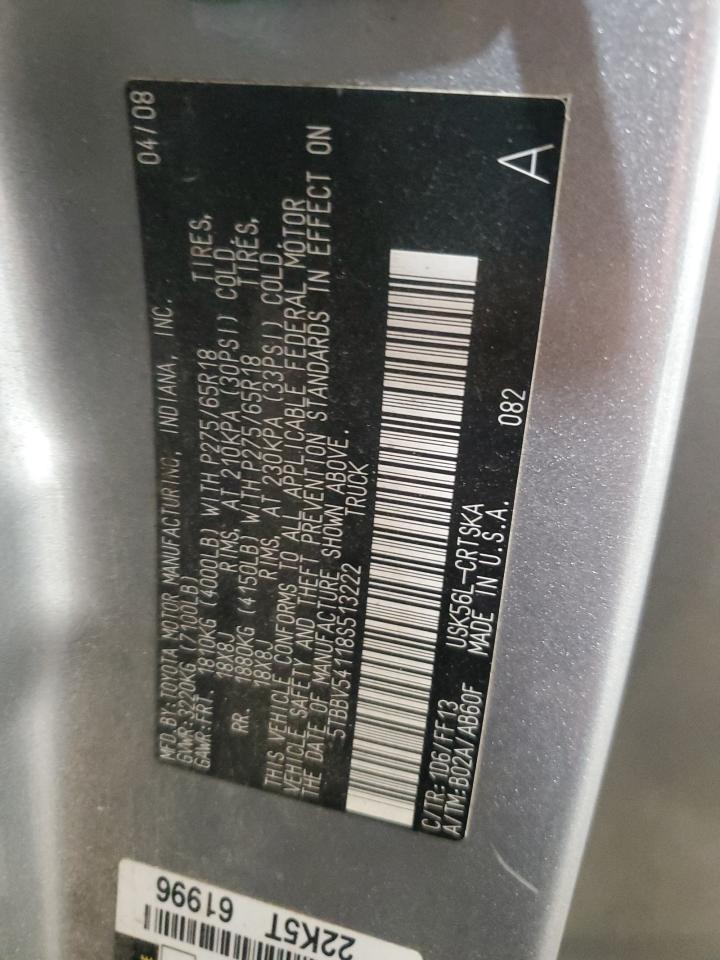 MFD.BY:TOYOTA MOTOR MANUFACTURING, INDIANA, INC. 04/08
GVWR:3220KG (7100LB)
GAWR:FRT. 1810KG (4000LB) WITH P275/65R18 TIRES,
18X8J RIMS, AT 210KPA (30PSI) COLD.
RR. 1880KG (4150LB) WITH P275/65R18 TIRES,
18X8J RIMS, AT 230KPA (33PSI) COLD.
THIS VEHICLE CONFORMS TO ALL APPLICABLE FEDERAL MOTOR
VEHICLE SAFETY AND THEFT PREVENTION STANDARDS IN EFFECT ON
THE DATE OF MANUFACTURE SHOWN ABOVE.
5TBBV54118S513222 TRUCK
C/TR:1D6/FF13 USK56L-CRTSKA 082 A
A/TM:B02A/AB60F MADE IN U.S.A.
22K5T 61996